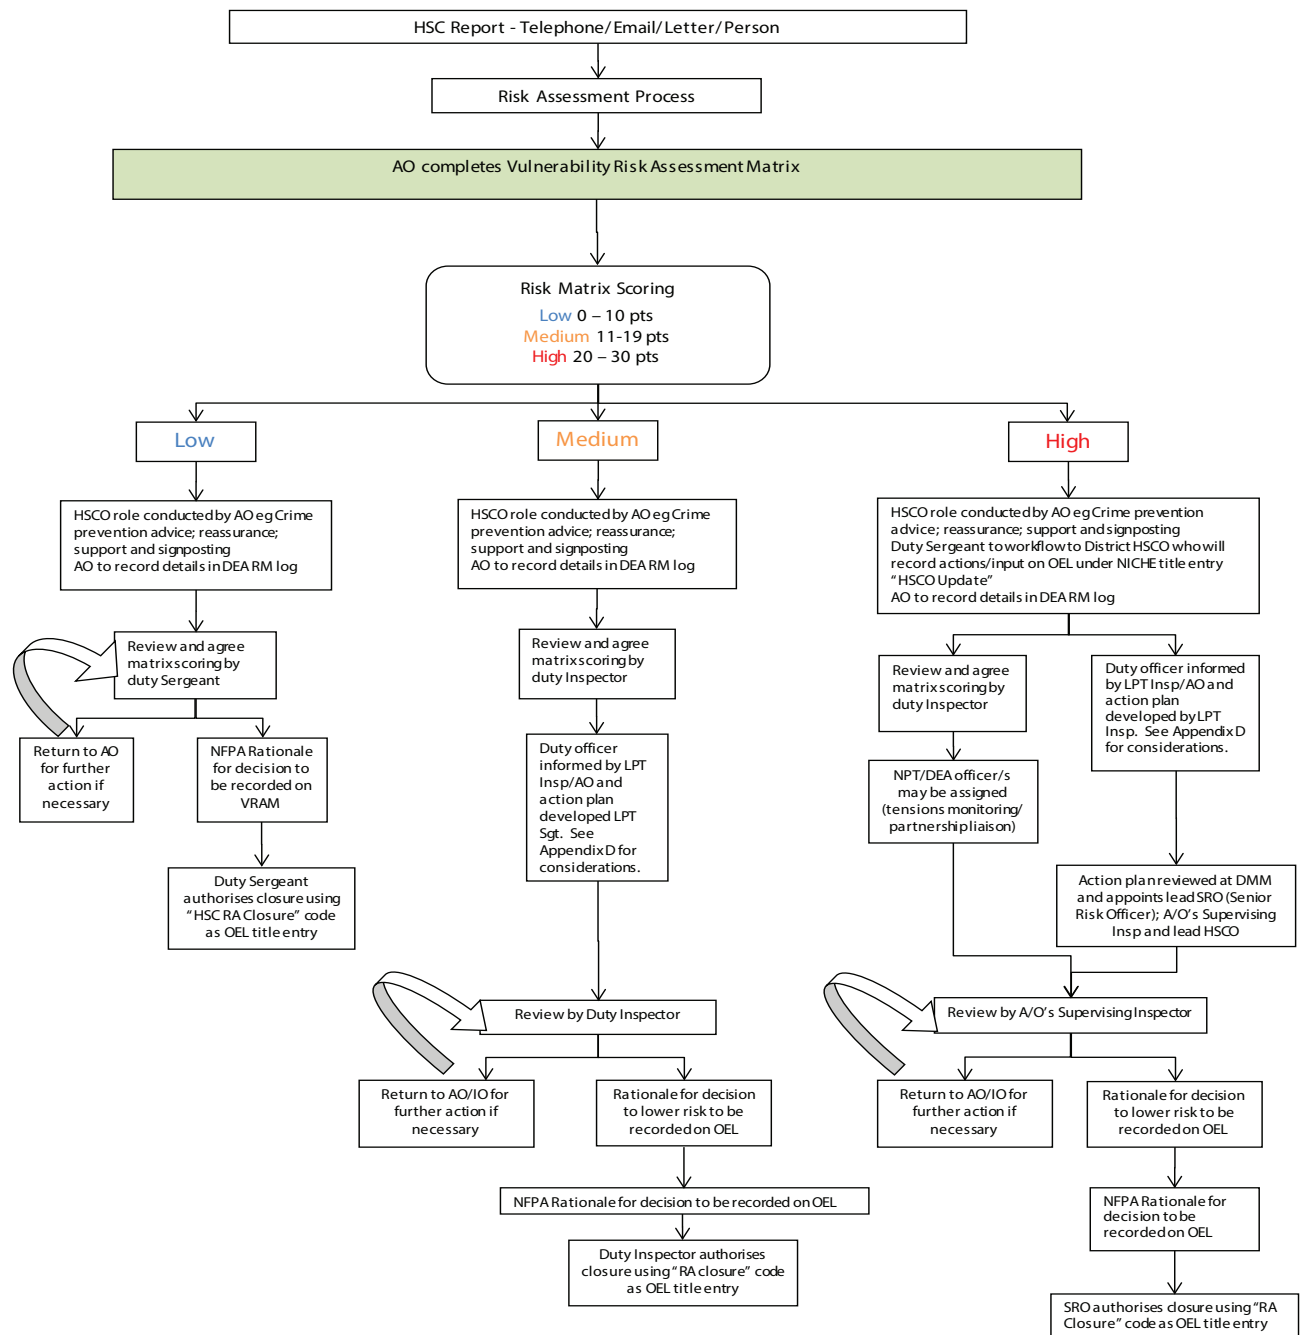 HSC Report - Telephone/Email/Letter/Person
Risk Assessment Process
AO completes Vulnerability Risk Assessment Matrix
Risk Matrix Scoring
Low 0 – 10 pts
Medium 11-19 pts
High 20 – 30 pts
Low
Medium
High
HSCO role conducted by AO eg Crime
prevention advice; reassurance;
support and signposting
AO to record details in DEA RM log
HSCO role conducted by AO eg Crime
prevention advice; reassurance;
support and signposting
AO to record details in DEA RM log
HSCO role conducted by AO eg Crime prevention
advice; reassurance; support and signposting
Duty Sergeant to workflow to District HSCO who will
record actions/input on OEL under NICHE title entry
“HSCO Update”
AO to record details in DEA RM log
Review and agree
matrix scoring by
duty Sergeant
Review and agree
matrix scoring by
duty Inspector
Review and agree
matrix scoring by
duty Inspector
Duty officer informed
by LPT Insp/AO and
action plan
developed by LPT
Insp. See Appendix D
for considerations.
Return to AO
for further
action if
necessary
NFPA Rationale
for decision to
be recorded on
VRAM
Duty officer
informed by LPT
Insp/AO and
action plan
developed LPT
Sgt. See
Appendix D for
considerations.
NPT/DEA officer/s
may be assigned
(tensions monitoring/
partnership liaison)
Duty Sergeant
authorises closure using
“HSC RA Closure” code
as OEL title entry
Action plan reviewed at DMM
and appoints lead SRO (Senior
Risk Officer); A/O’s Supervising
Insp and lead HSCO
Review by Duty Inspector
Review by A/O’s Supervising Inspector
Return to AO/IO for
further action if
necessary
Rationale for decision
to lower risk to be
recorded on OEL
Return to AO/IO for
further action if
necessary
Rationale for decision
to lower risk to be
recorded on OEL
NFPA Rationale for decision to be recorded on OEL
NFPA Rationale for
decision to be
recorded on OEL
Duty Inspector authorises
closure using “RA closure” code
as OEL title entry
SRO authorises closure using “RA
Closure” code as OEL title entry